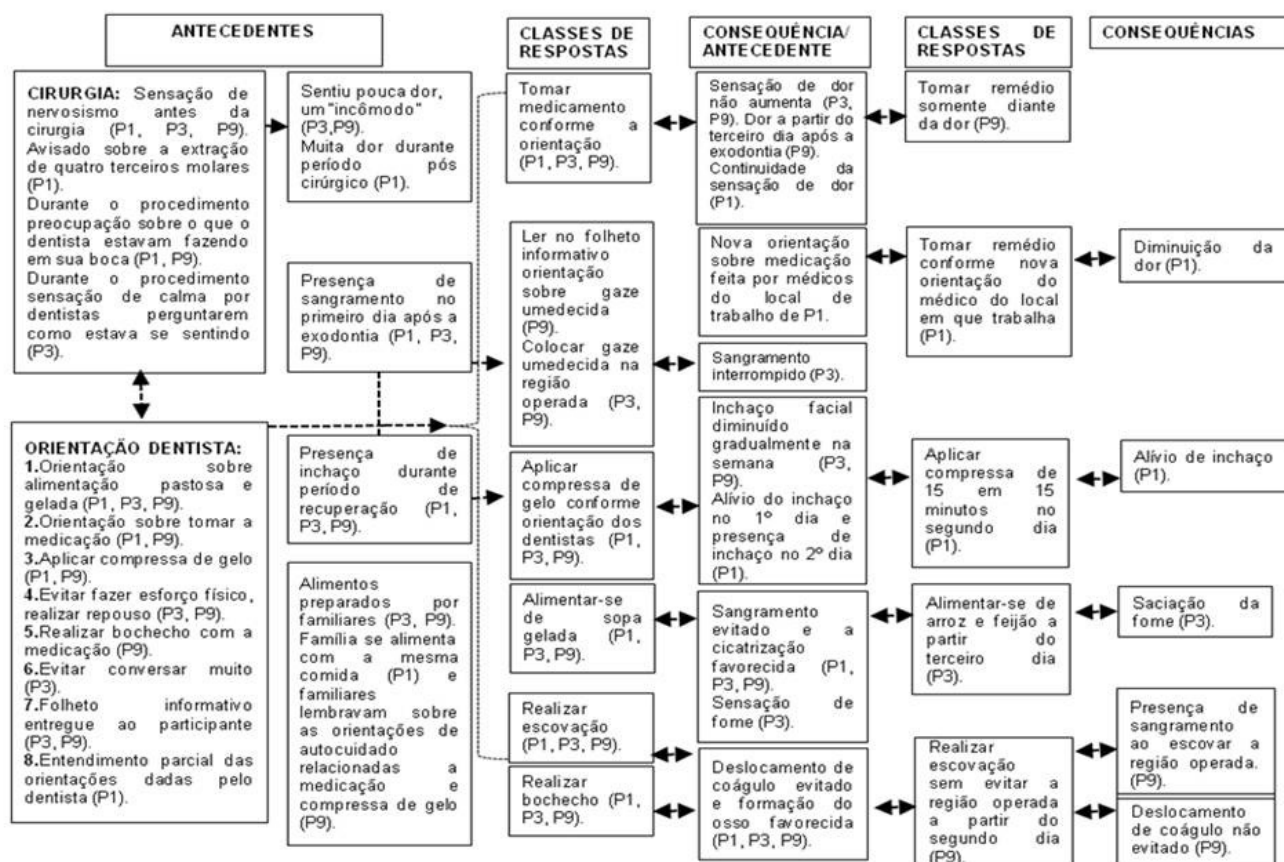 ANTECEDENTES
CLASSES DE
RESPOSTAS
CONSEQUÊNCIA/
ANTECEDENTE
CLASSES DE
RESPOSTAS
CONSEQUÊNCIAS
CIRURGIA: Sensação de
nervosismo antes da
cirurgia (P1, P3, P9).
Avisado sobre a extração
de quatro terceiros molares
(P1).
Durante o procedimento
preocupação sobre o que o
dentista estavam fazendo
em sua boca (P1, P9).
Durante o procedimento
sensação de calma por
dentistas perguntarem
como estava se sentindo
(P3).
ORIENTAÇÃO DENTISTA:
1.Orientação sobre
alimentação pastosa e
gelada (P1, P3, P9).
2.Orientação sobre tomar a
medicação (P1, P9).
3.Aplicar compressa de gelo
(P1, P9).
4.Evitar fazer esforço físico,
realizar repouso (P3, P9).
5.Realizar bochecho com a
medicação (P9).
6.Evitar conversar muito
(P3).
7.Folheto informativo
entregue ao participante
(P3, P9).
8.Entendimento parcial das
orientações dadas pelo
dentista (P1).
Sentiu pouca dor,
um "incômodo"
(P3,P9).
Muita dor durante
período pós
cirúrgico (P1).
Presença de
sangramento no
primeiro dia após a
exodontia (P1, P3,
P9).
Presença de
inchaço durante
período de
recuperação (P1,
P3, P9).
Alimentos
preparados por
familiares (P3, P9).
Família se alimenta
com a mesma
comida (P1) e
familiares
lembravam sobre
as orientações de
autocuidado
relacionadas a
medicação e
compressa de gelo
(P9).
Tomar
medicamento
conforme a
orientação
(P1, P3, P9).
Ler no folheto
informativo
orientação
sobre gaze
umedecida
(P9).
Colocar gaze
umedecida na
região
operada (P3,
P9).
Aplicar
compressa de
gelo conforme
orientação dos
dentistas (P1,
P3, P9).
Alimentar-se
de sopa
gelada (P1,
P3, P9).
Realizar
escovação
(P1, P3, P9).
Realizar
bochecho (P1,
P3, P9).
Sensação de dor
não aumenta (P3,
P9). Dor a partir do
terceiro dia após a
exodontia (P9).
Continuidade da
sensação de dor
(P1).
Nova orientação
sobre medicação
feita por médicos
do local de
trabalho de P1.
Sangramento
interrompido (P3).
Inchaço facial
diminuído
gradualmente na
semana (P3,
P9).
Alívio do inchaço
no 1º dia e
presença de
inchaço no 2º dia
(P1).
Sangramento
evitado e a
cicatrização
favorecida (P1,
P3, P9).
Sensação de
fome (P3).
Deslocamento de
coágulo evitado
e formação do
osso favorecida
(P1, P3, P9).
Tomar remédio
somente diante
da dor (P9).
Tomar remédio
conforme nova
orientação do
médico do local
em que trabalha
(P1).
Aplicar
compressa de
15 em 15
minutos no
segundo dia
(P1).
Alimentar-se de
arroz e feijão a
partir do
terceiro dia
(P3).
Realizar
escovação
sem evitar a
região operada
a partir do
segundo dia
(P9).
Diminuição da
dor (P1).
Alívio de inchaço
(P1).
Saciação da
fome (P3).
Presença de
sangramento
ao escovar a
região operada.
(P9).
Deslocamento
de coágulo não
evitado (P9).